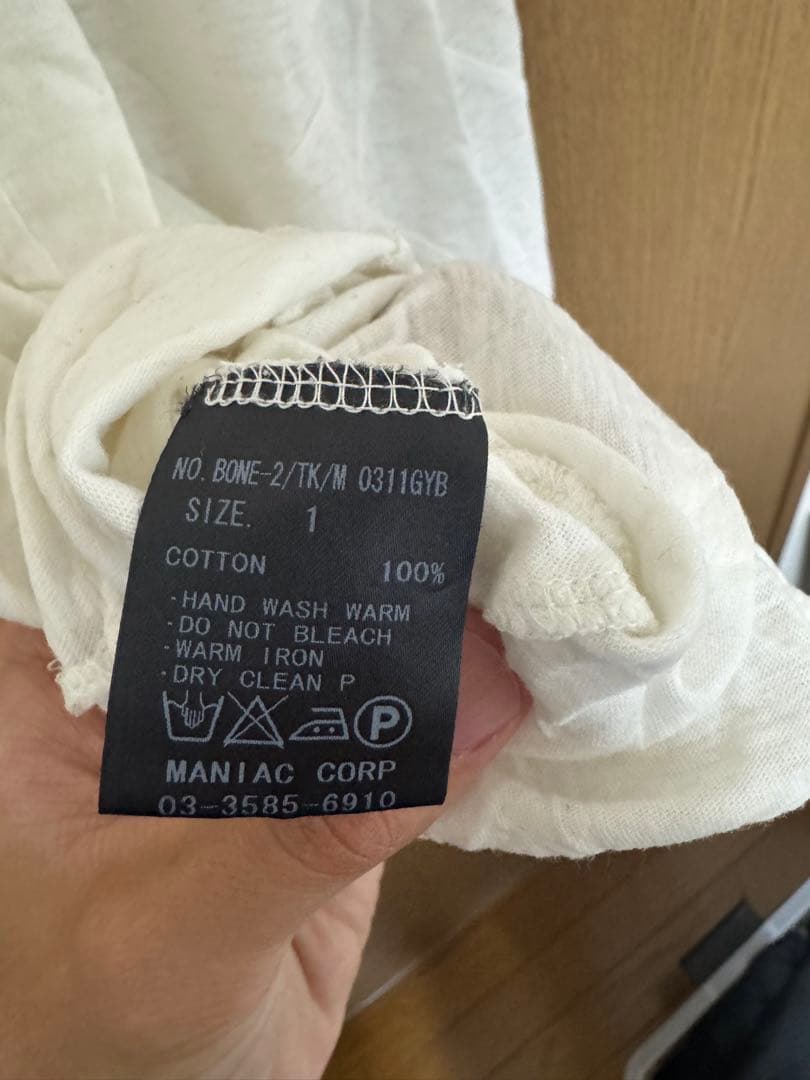 NO. BONE-2/TK/M 0311GYB
SIZE. 1
COTTON 100%
·HAND WASH WARM
·DO NOT BLEACH
·WARM IRON
·DRY CLEAN P
P
MANIAC CORP
03-3585-6910